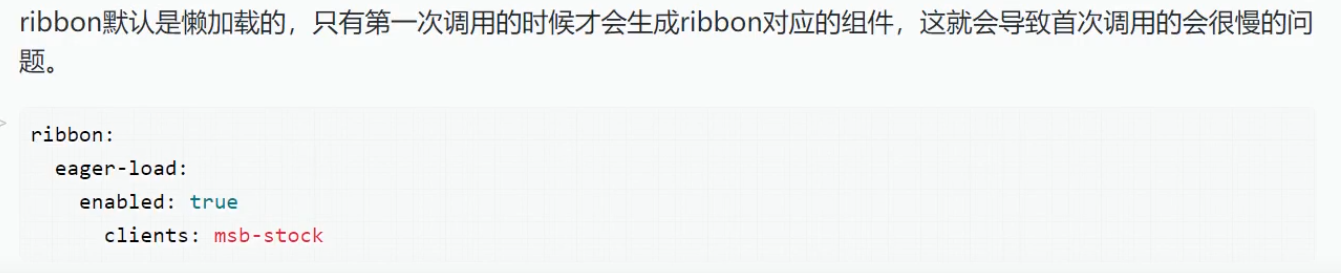 ribbon默认是懒加载的，只有第一次调用的时候才会生成ribbon对应的组件，这就会导致首次调用的会很慢的问
题。
ribbon:
  eager-load:
    enabled: true
      clients: msb-stock